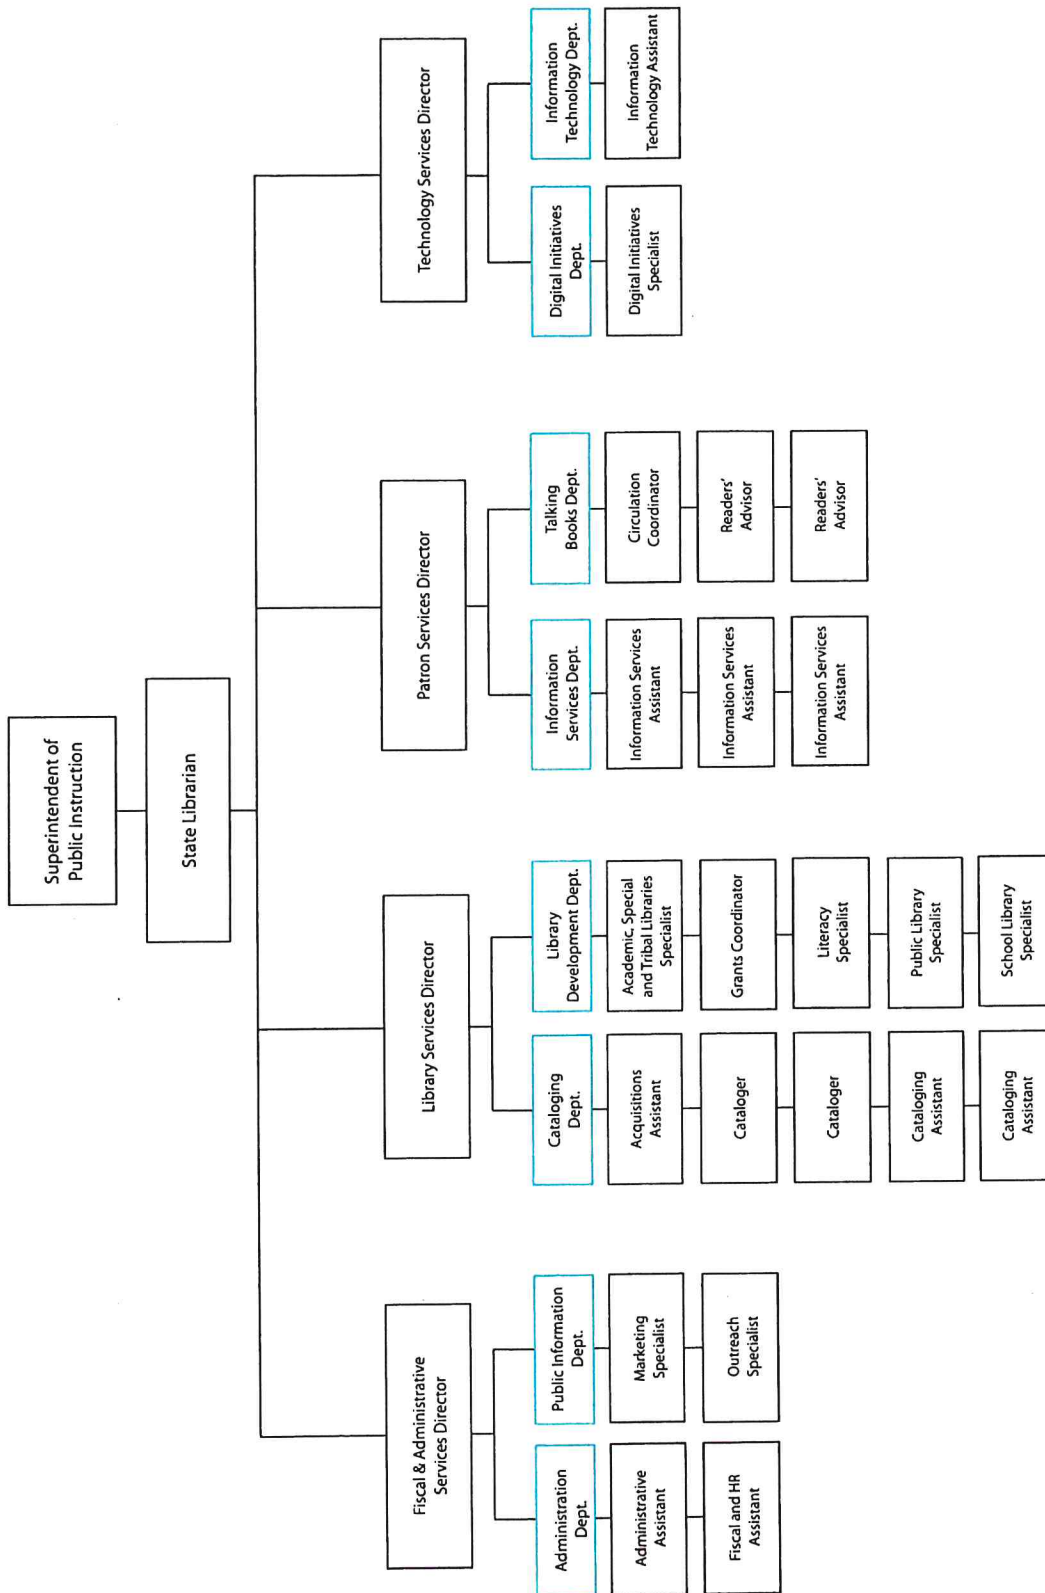 Superintendent of
Public Instruction
State Librarian
Fiscal & Administrative
Services Director
Library Services Director
Patron Services Director
Technology Services Director
Administration
Dept.
Administrative
Assistant
Fiscal and HR
Assistant
Public Information
Dept.
Marketing
Specialist
Outreach
Specialist
Cataloging
Dept.
Acquisitions
Assistant
Cataloger
Cataloger
Cataloging
Assistant
Cataloging
Assistant
Library
Development Dept.
Academic, Special
and Tribal Libraries
Specialist
Grants Coordinator
Literacy
Specialist
Public Library
Specialist
School Library
Specialist
Information
Services Dept.
Information Services
Assistant
Information Services
Assistant
Information Services
Assistant
Talking
Books Dept.
Circulation
Coordinator
Readers’
Advisor
Readers’
Advisor
Digital Initiatives
Dept.
Digital Initiatives
Specialist
Information
Technology Dept.
Information
Technology Assistant